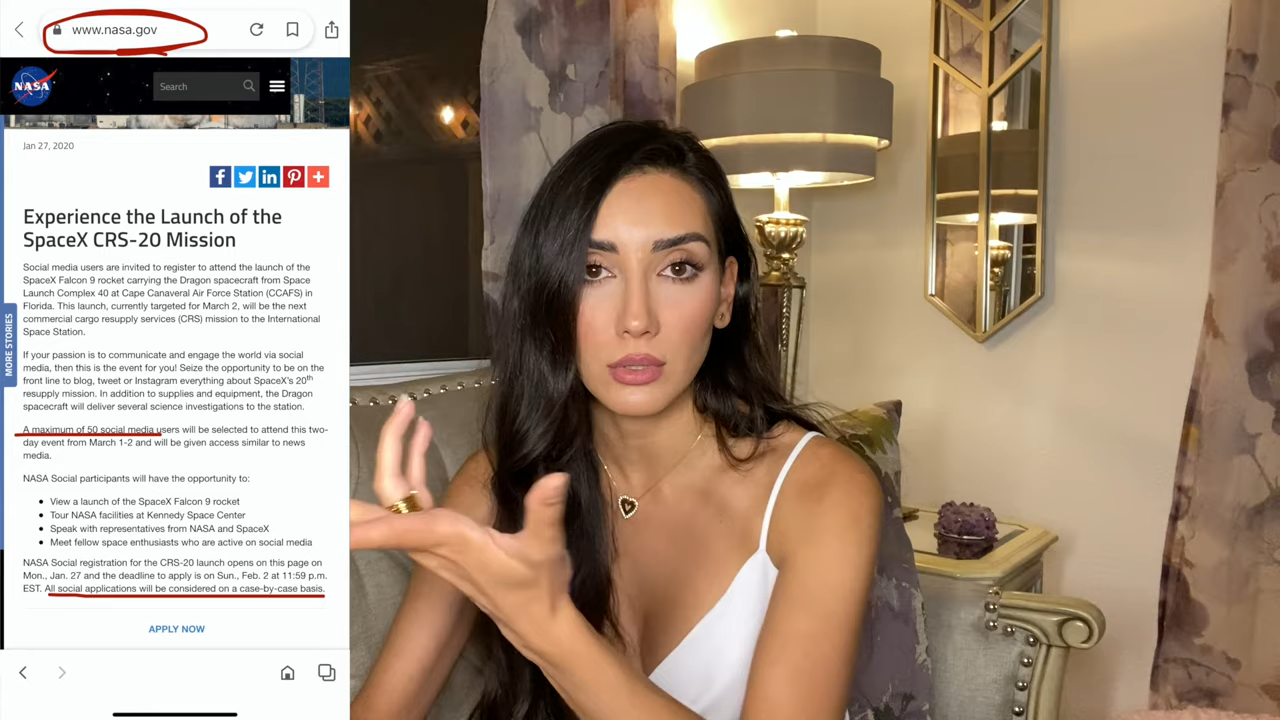 www.nasa.gov
NASA
Search
Jan 27, 2020
Experience the Launch of the
SpaceX CRS-20 Mission
Social media users are invited to register to attend the launch of the
SpaceX Falcon 9 rocket carrying the Dragon spacecraft from Space
Launch Complex 40 at Cape Canaveral Air Force Station (CCAFS) in
Florida. This launch, currently targeted for March 2, will be the next
commercial cargo resupply services (CRS) mission to the International
Space Station.
MORE STORIES
If your passion is to communicate and engage the world via social
media, then this is the event for you! Seize the opportunity to be on the
front line to blog, tweet or Instagram everything about SpaceX's 20th
resupply mission. In addition to supplies and equipment, the Dragon
spacecraft will deliver several science investigations to the station.
A maximum of 50 social media users will be selected to attend this two-
day event from March 1-2 and will be given access similar to news
media.
NASA Social participants will have the opportunity to:
• View a launch of the SpaceX Falcon 9 rocket
• Tour NASA facilities at Kennedy Space Center
• Speak with representatives from NASA and SpaceX
• Meet fellow space enthusiasts who are active on social media
NASA Social registration for the CRS-20 launch opens on this page on
Mon., Jan. 27 and the deadline to apply is on Sun., Feb. 2 at 11:59 p.m.
EST. All social applications will be considered on a case-by-case basis.
APPLY NOW